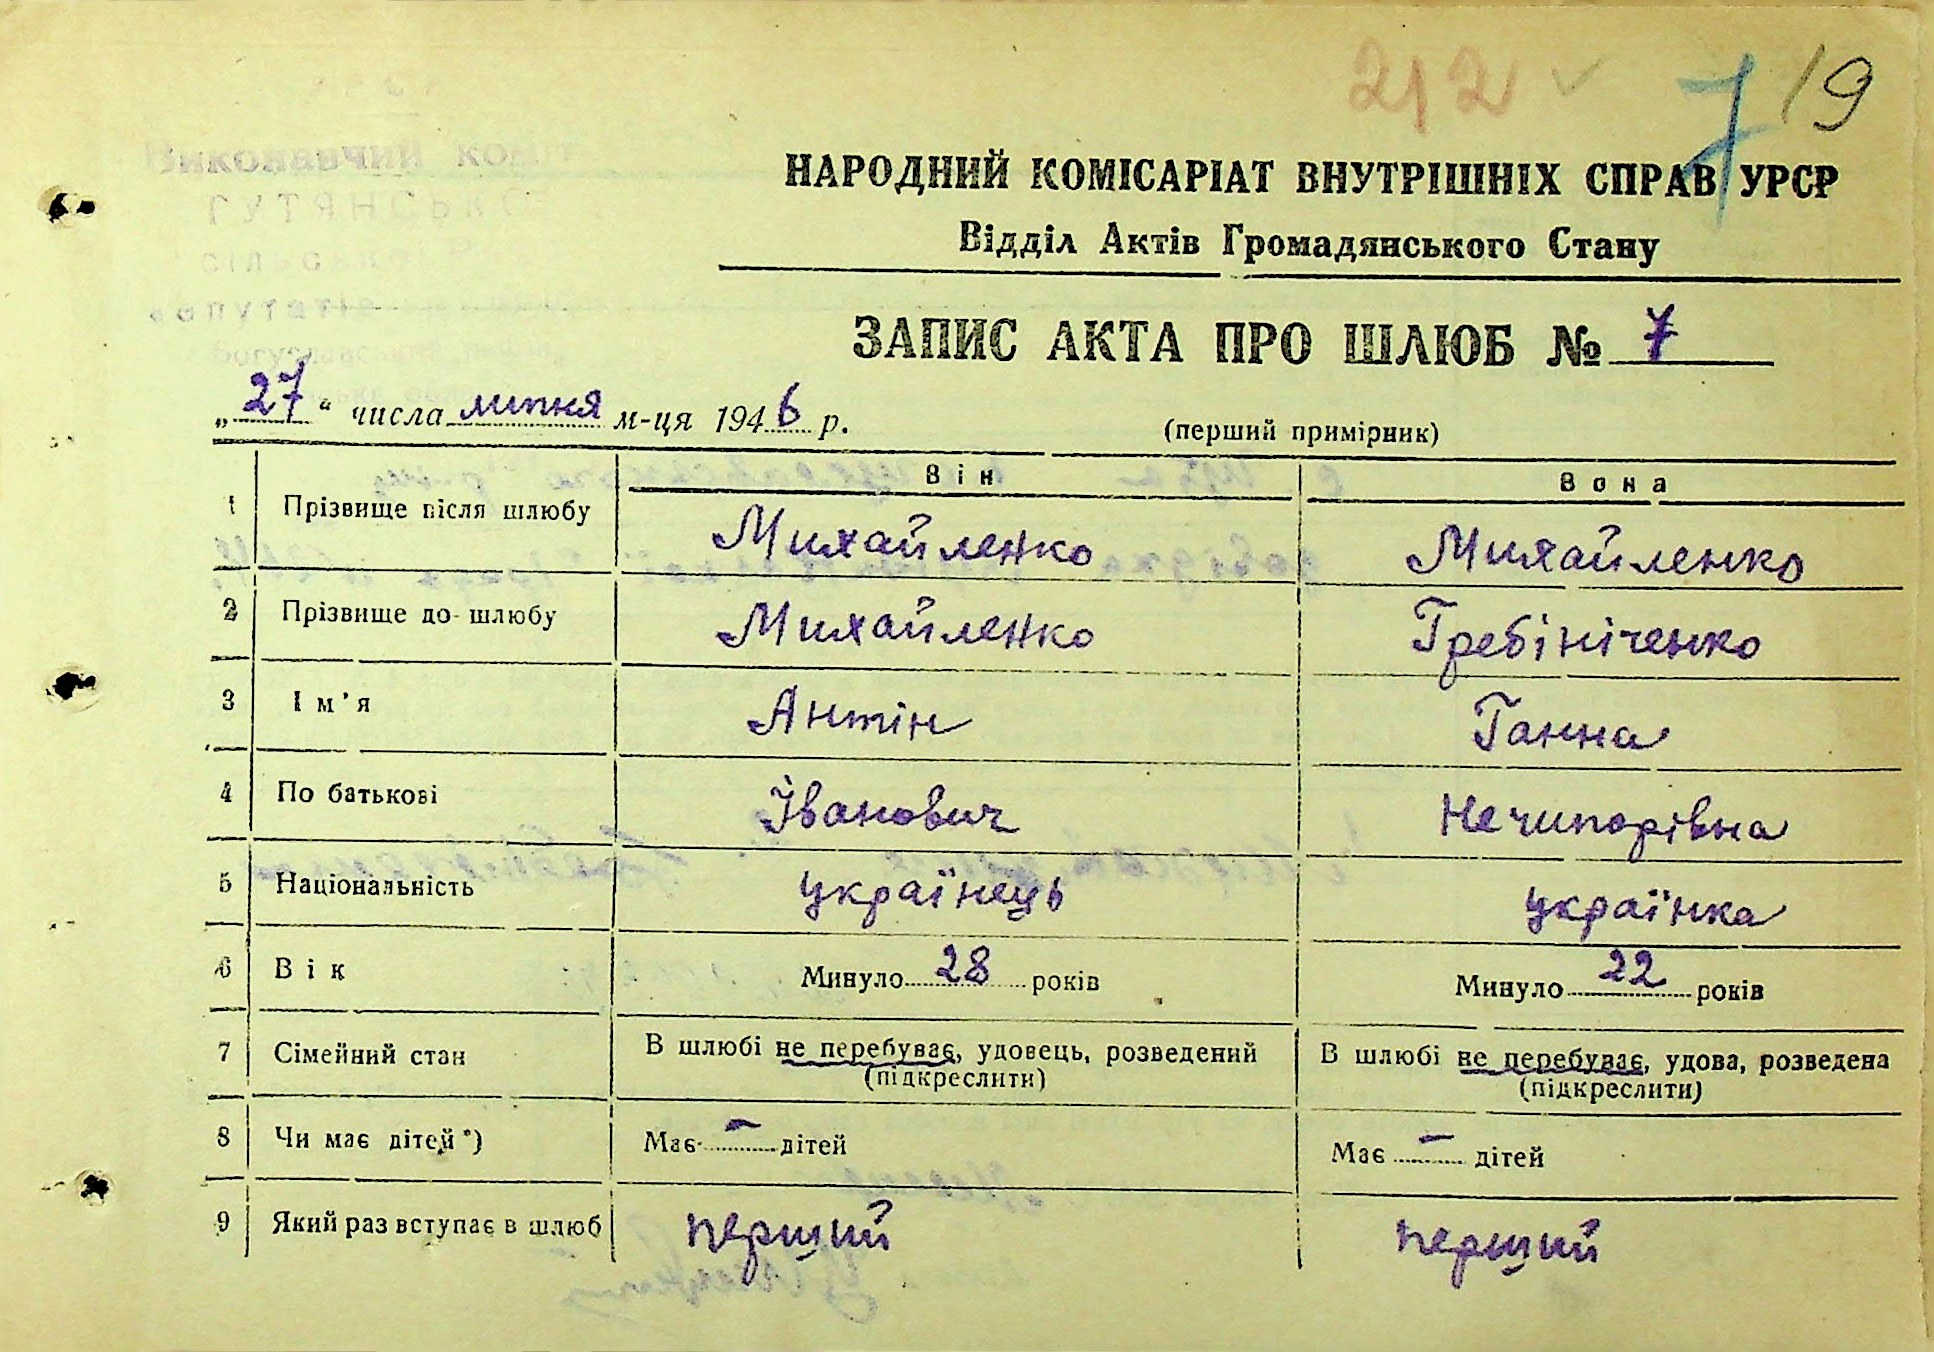 212 7 19
НАРОДНИЙ КОМІСАРІАТ ВНУТРІШНІХ СПРАВ УРСР
Відділ Актів Громадянського Стану
ЗАПИС АКТА ПРО ШЛЮБ № 7
„27“ числа липня м-ця 1946 р. (перший примірник)
Він Вона
1 Прізвище після шлюбу Михайленко Михайленко
2 Прізвище до шлюбу Михайленко Гребініченко
3 Ім'я Антін Ганна
4 По батькові Іванович Нечипорівна
5 Національність українець українка
6 Вік Минуло 28 років Минуло 22 років
7 Сімейний стан В шлюбі не перебуває, удовець, розведений В шлюбі не перебуває, удова, розведена
(підкреслити) (підкреслити)
8 Чи має дітей*) Має – дітей Має – дітей
9 Який раз вступає в шлюб перший перший